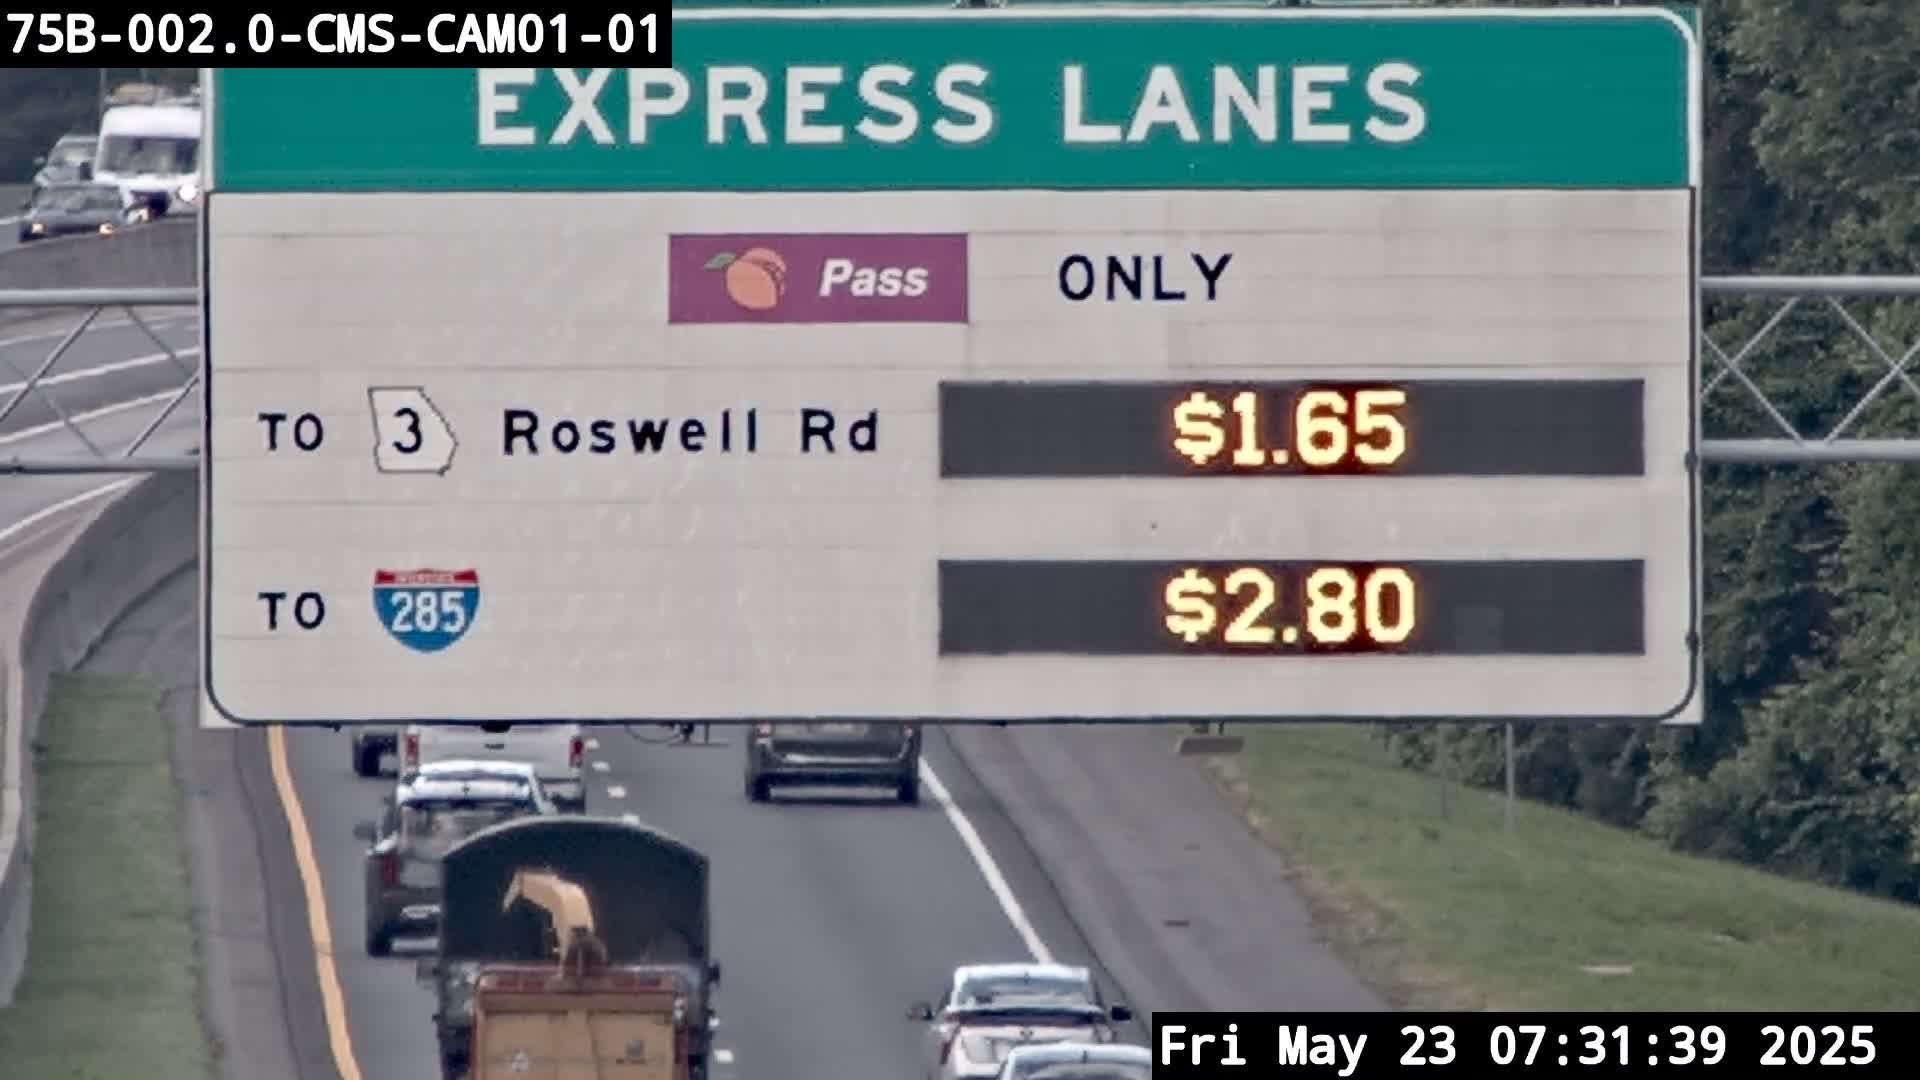 75B-002.0-CMS-CAM01-01
EXPRESS LANES
Pass ONLY
TO 3 Roswell Rd $1.65
TO 285 $2.80
Fri May 23 07:31:39 2025